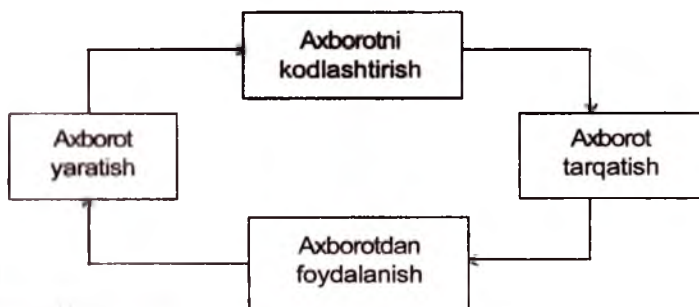 Axborotni
kodlashtirish
Axborot
yaratish
Axborot
tarqatish
Axborotdan
foydalanish